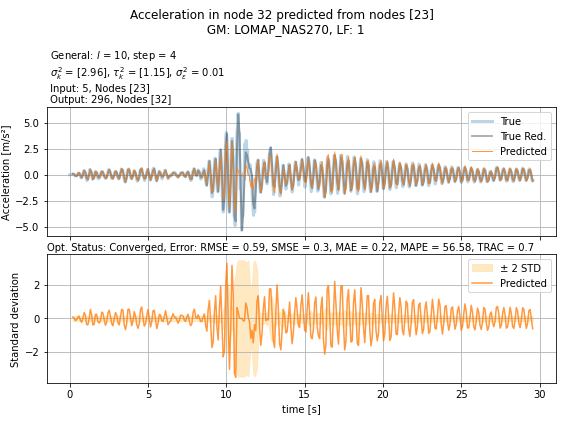 Acceleration in node 32 predicted from nodes [23]
GM: LOMAP_NAS270, LF: 1
General: l = 10, step = 4
σ²ₖ = [2.96], τ²ₖ = [1.15], σ²ε = 0.01
Input: 5, Nodes [23]
Output: 296, Nodes [32]
Acceleration [m/s²]
5.0
2.5
0.0
−2.5
−5.0
True
True Red.
Predicted
Opt. Status: Converged, Error: RMSE = 0.59, SMSE = 0.3, MAE = 0.22, MAPE = 56.58, TRAC = 0.7
Standard deviation
2
0
−2
± 2 STD
Predicted
0 5 10 15 20 25 30
time [s]